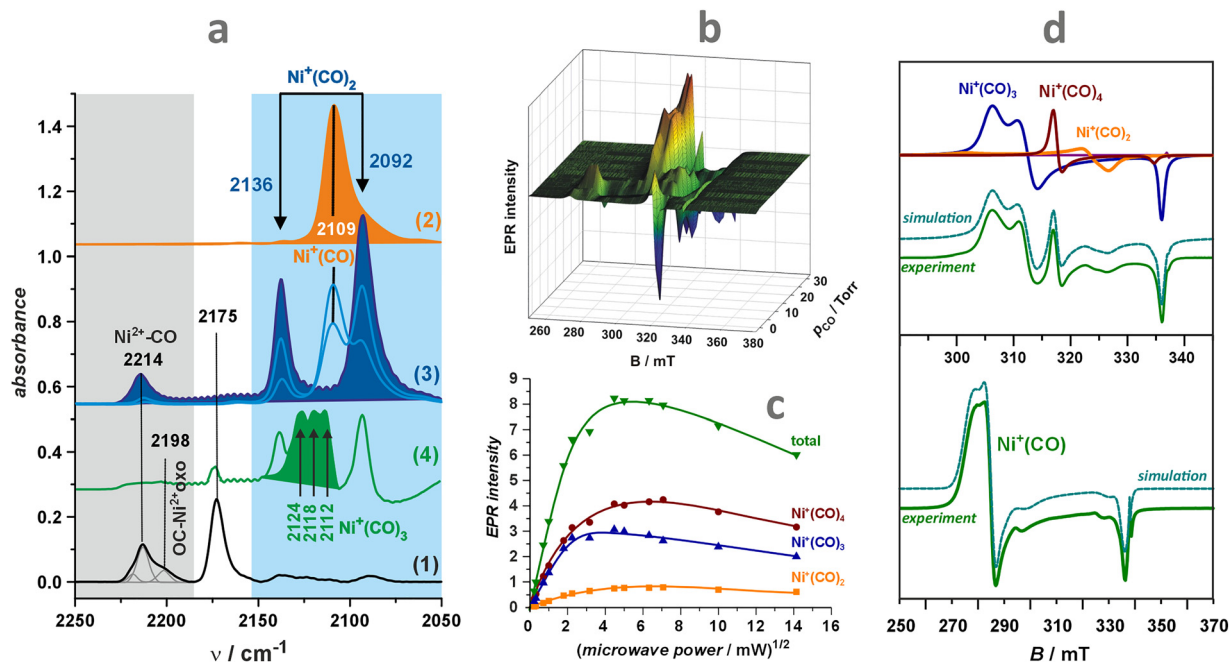 a
absorbance
1.4
1.2
1.0
0.8
0.6
0.4
0.2
0.0
Ni⁺(CO)₂
2136
2092
(2)
2109
Ni⁺(CO)
2175
Ni²⁺-CO
2214
(3)
2198
OC-Ni²⁺oxo
(4)
2124
2118
2112
Ni⁺(CO)₃
(1)
2250
2200
2150
2100
2050
ν / cm⁻¹
b
EPR intensity
260
280
300
320
340
360
380
B / mT
0
10
20
30
pCO / Torr
c
EPR intensity
9
8
7
6
5
4
3
2
1
0
total
Ni⁺(CO)₄
Ni⁺(CO)₃
Ni⁺(CO)₂
0 2 4 6 8 10 12 14 16
(microwave power / mW)¹ᐟ²
d
Ni⁺(CO)₃
Ni⁺(CO)₄
Ni⁺(CO)₂
simulation
experiment
300 310 320 330 340
Ni⁺(CO)
simulation
experiment
250 270 290 310 330 350 370
B / mT